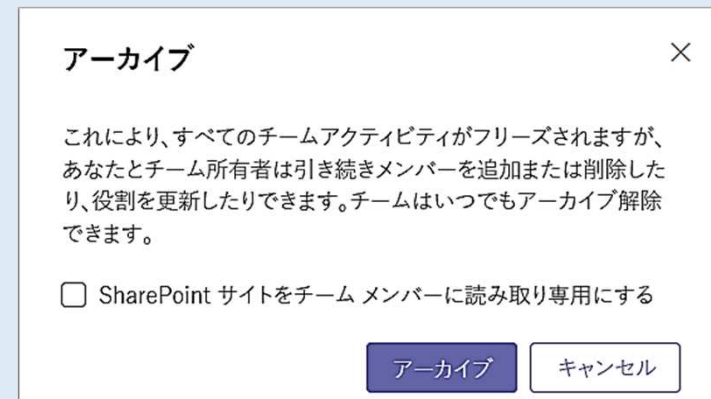 アーカイブ
これにより、すべてのチームアクティビティがフリーズされますが、
あなたとチーム所有者は引き続きメンバーを追加または削除した
り、役割を更新したりできます。チームはいつでもアーカイブ解除
できます。
SharePoint サイトをチーム メンバーに読み取り専用にする
アーカイブ キャンセル